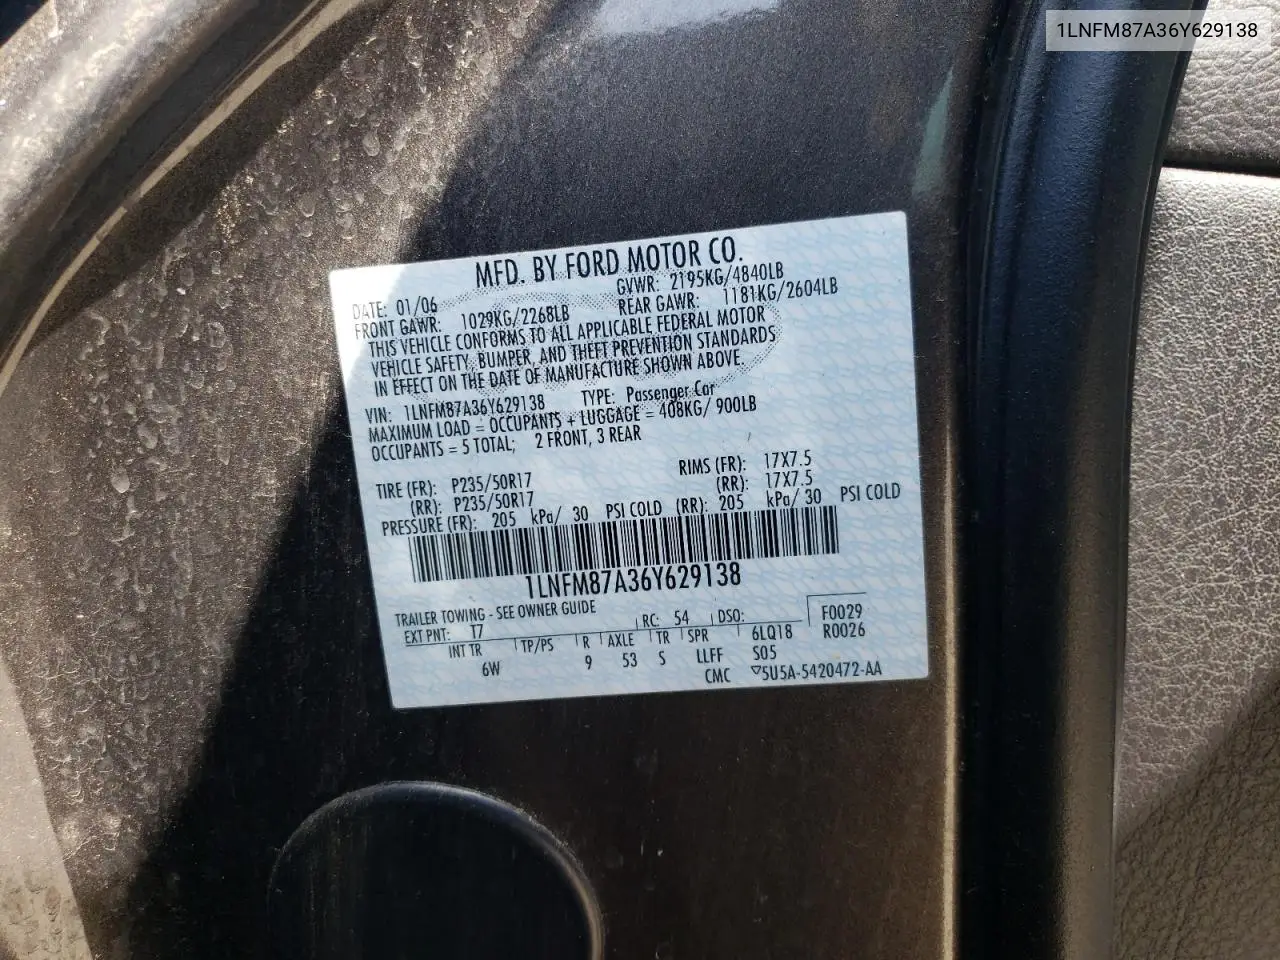 1LNFM87A36Y629138
MFD. BY FORD MOTOR CO.
DATE: 01/06 GVWR: 2195KG/4840LB
FRONT GAWR: 1029KG/2268LB REAR GAWR: 1181KG/2604LB
THIS VEHICLE CONFORMS TO ALL APPLICABLE FEDERAL MOTOR
VEHICLE SAFETY, BUMPER, AND THEFT PREVENTION STANDARDS
IN EFFECT ON THE DATE OF MANUFACTURE SHOWN ABOVE.
VIN: 1LNFM87A36Y629138 TYPE: Passenger Car
MAXIMUM LOAD = OCCUPANTS + LUGGAGE = 408KG/ 900LB
OCCUPANTS = 5 TOTAL; 2 FRONT, 3 REAR
TIRE (FR): P235/50R17 RIMS (FR): 17X7.5
(RR): P235/50R17 (RR): 17X7.5
PRESSURE (FR): 205 kPa/ 30 PSI COLD (RR): 205 kPa/ 30 PSI COLD
1LNFM87A36Y629138
TRAILER TOWING - SEE OWNER GUIDE
EXT PNT: T7 RC: 54 DSO: F0029
INT TR TP/PS R AXLE TR SPR 6LQ18 R0026
6W 9 53 S LLFF S05
CMC ▽5U5A-5420472-AA